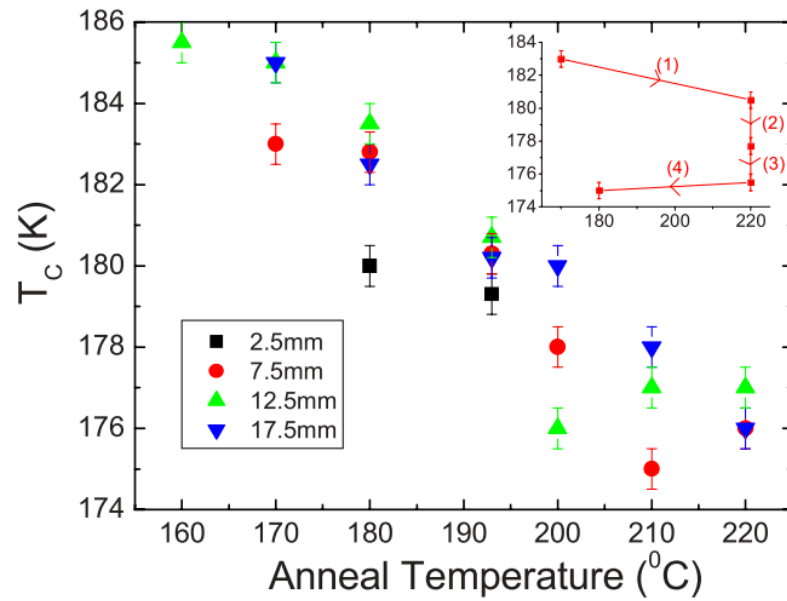 T_C (K)
186
184
182
180
178
176
174
160 170 180 190 200 210 220
Anneal Temperature (⁰C)
2.5mm
7.5mm
12.5mm
17.5mm
184
182
180
178
176
174
180 200 220
(1)
(2)
(3)
(4)